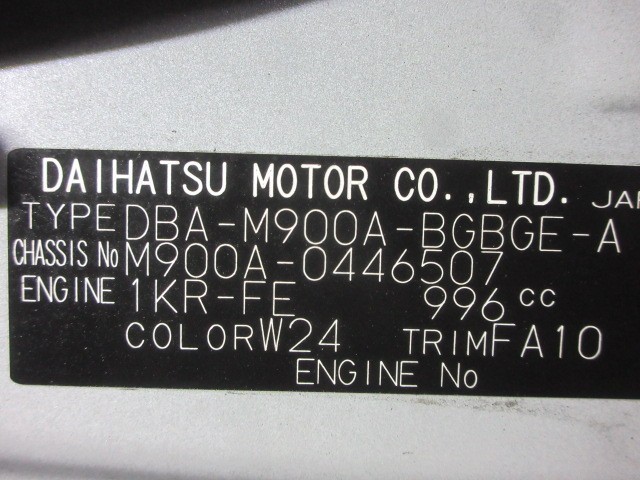 DAIHATSU MOTOR CO.,LTD. JAP
TYPE DBA-M900A-BGBGE-A
CHASSIS No M900A-0446507
ENGINE 1KR-FE 996 cc
COLOR W24 TRIM FA10
ENGINE No